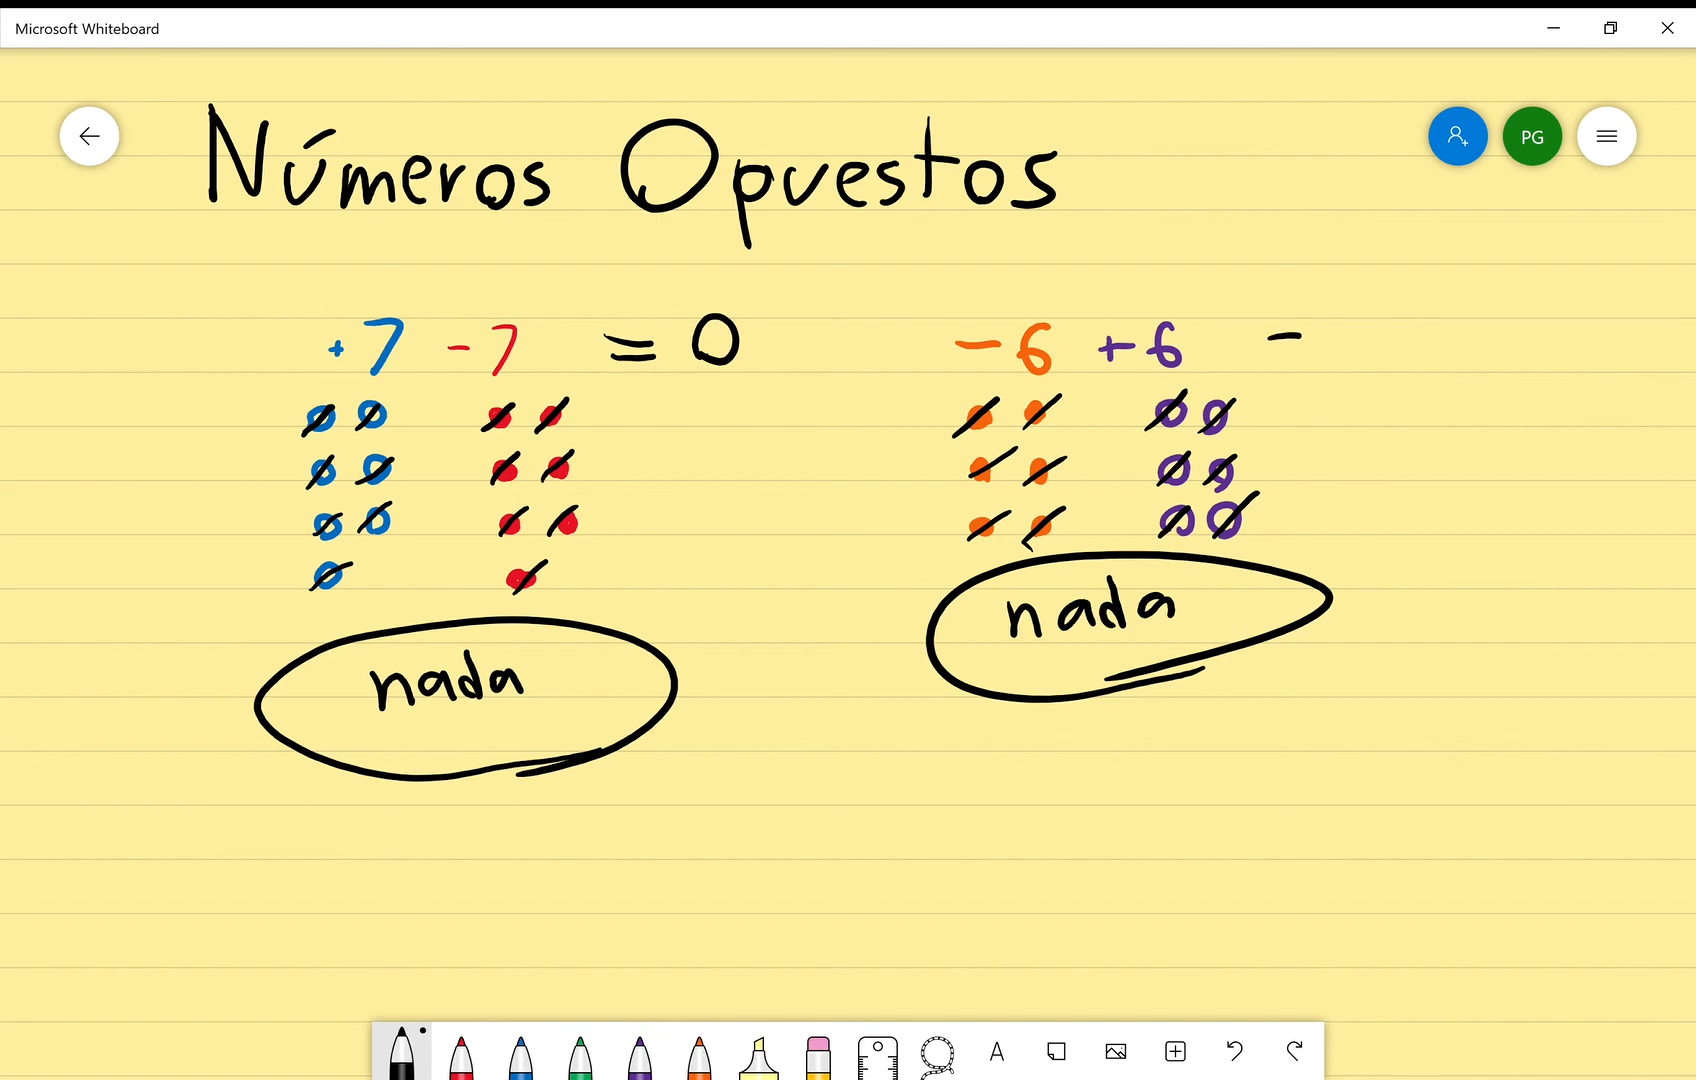 Microsoft Whiteboard
Números Opuestos
PG
+7 -7 = 0
-6 +6 -
nada
nada
A